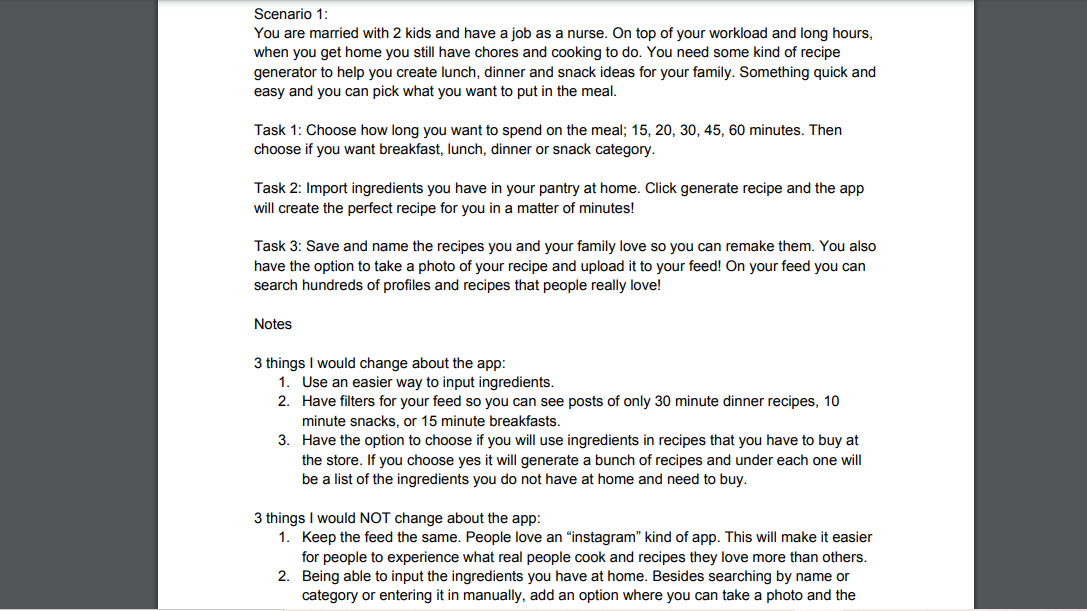 Scenario 1:
You are married with 2 kids and have a job as a nurse. On top of your workload and long hours,
when you get home you still have chores and cooking to do. You need some kind of recipe
generator to help you create lunch, dinner and snack ideas for your family. Something quick and
easy and you can pick what you want to put in the meal.
Task 1: Choose how long you want to spend on the meal; 15, 20, 30, 45, 60 minutes. Then
choose if you want breakfast, lunch, dinner or snack category.
Task 2: Import ingredients you have in your pantry at home. Click generate recipe and the app
will create the perfect recipe for you in a matter of minutes!
Task 3: Save and name the recipes you and your family love so you can remake them. You also
have the option to take a photo of your recipe and upload it to your feed! On your feed you can
search hundreds of profiles and recipes that people really love!
Notes
3 things I would change about the app:
1. Use an easier way to input ingredients.
2. Have filters for your feed so you can see posts of only 30 minute dinner recipes, 10
minute snacks, or 15 minute breakfasts.
3. Have the option to choose if you will use ingredients in recipes that you have to buy at
the store. If you choose yes it will generate a bunch of recipes and under each one will
be a list of the ingredients you do not have at home and need to buy.
3 things I would NOT change about the app:
1. Keep the feed the same. People love an “instagram” kind of app. This will make it easier
for people to experience what real people cook and recipes they love more than others.
2. Being able to input the ingredients you have at home. Besides searching by name or
category or entering it in manually, add an option where you can take a photo and the